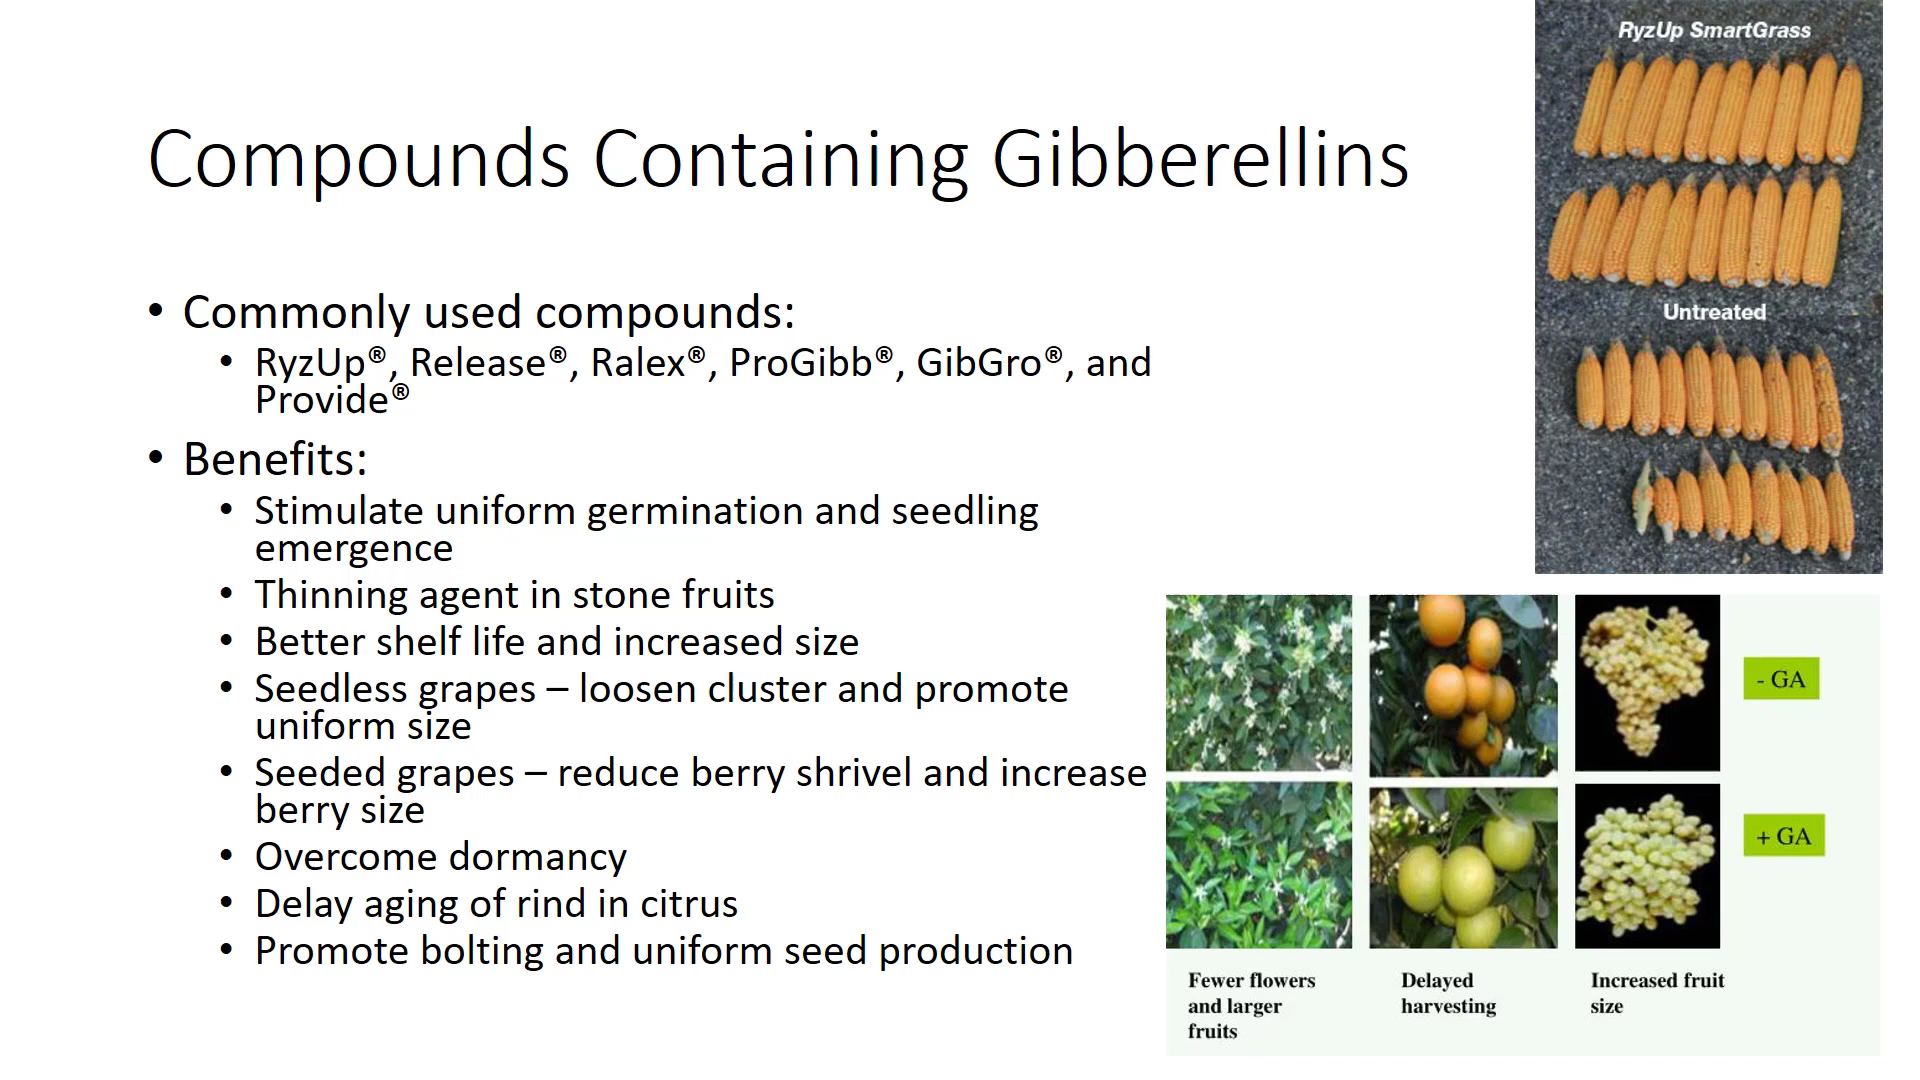 Compounds Containing Gibberellins
• Commonly used compounds:
• RyzUp®, Release®, Ralex®, ProGibb®, GibGro®, and
Provide®
• Benefits:
• Stimulate uniform germination and seedling
emergence
• Thinning agent in stone fruits
• Better shelf life and increased size
• Seedless grapes – loosen cluster and promote
uniform size
• Seeded grapes – reduce berry shrivel and increase
berry size
• Overcome dormancy
• Delay aging of rind in citrus
• Promote bolting and uniform seed production
RyzUp SmartGrass
Untreated
- GA
+ GA
Fewer flowers
and larger
fruits
Delayed
harvesting
Increased fruit
size